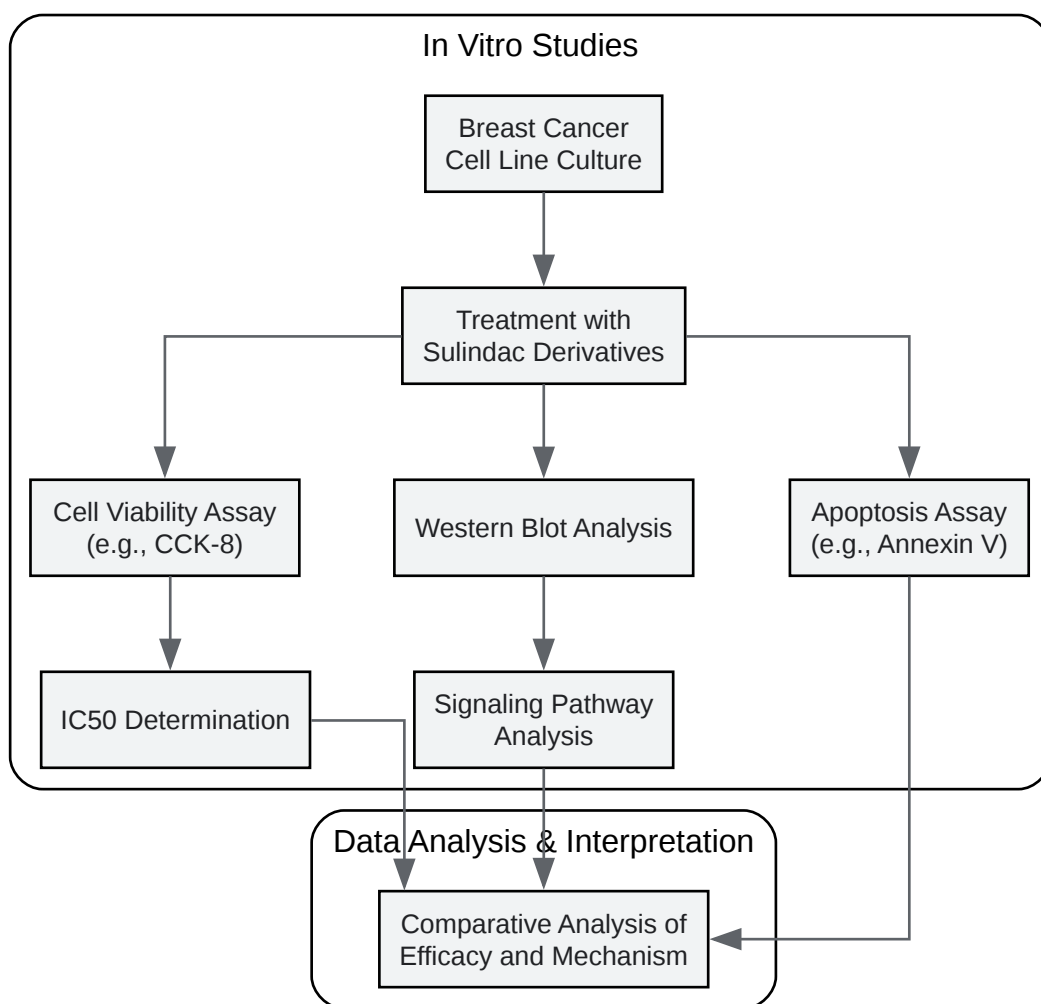 In Vitro Studies
Breast Cancer
Cell Line Culture
Treatment with
Sulindac Derivatives
Cell Viability Assay
(e.g., CCK-8)
Western Blot Analysis
Apoptosis Assay
(e.g., Annexin V)
IC50 Determination
Signaling Pathway
Analysis
Data Analysis & Interpretation
Comparative Analysis of
Efficacy and Mechanism